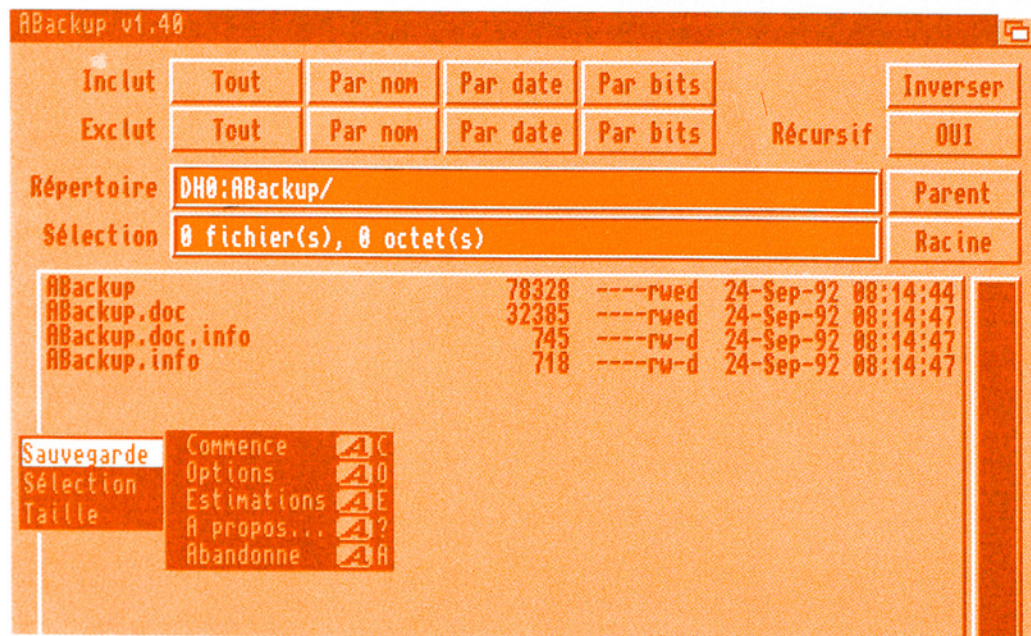 ABackup v1.40
Inclut Tout Par nom Par date Par bits Inverser
Exclut Tout Par nom Par date Par bits Récursif OUI
Répertoire DH0:ABackup/ Parent
Sélection 0 fichier(s), 0 octet(s) Racine
ABackup 78328 ----rwed 24-Sep-92 08:14:44
ABackup.doc 32385 ----rwed 24-Sep-92 08:14:47
ABackup.doc.info 745 ----rw-d 24-Sep-92 08:14:47
ABackup.info 718 ----rw-d 24-Sep-92 08:14:47
Sauvegarde
Sélection
Taille
Commence A C
Options A O
Estimations A E
A propos... A ?
Abandonne A A